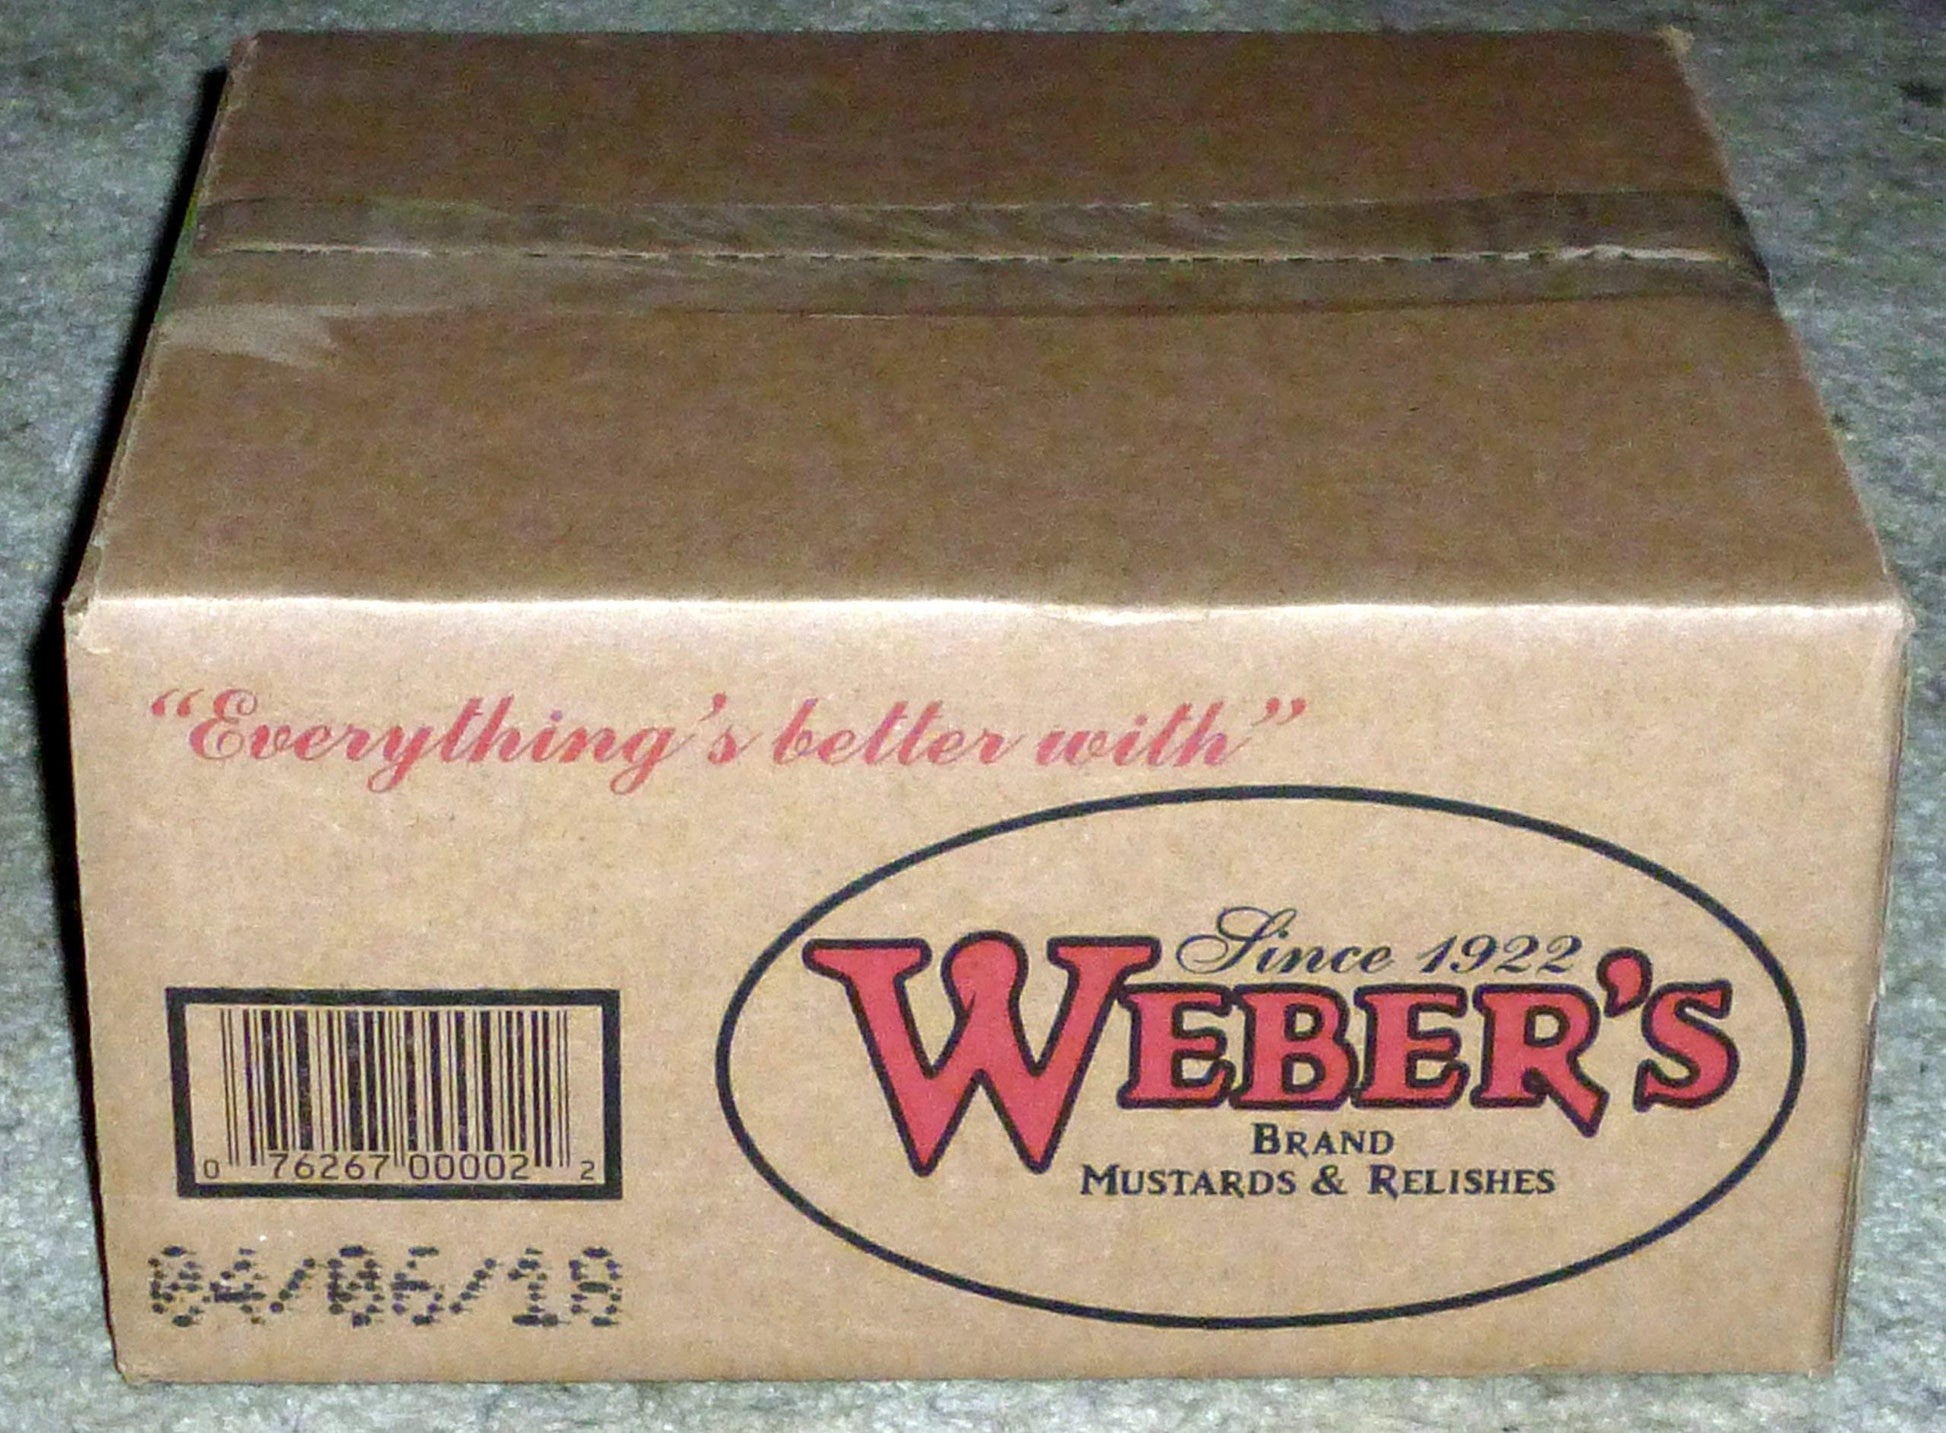 “Everything's better with”
Since 1922
WEBER'S
BRAND
MUSTARDS & RELISHES
0 76267 00002 2